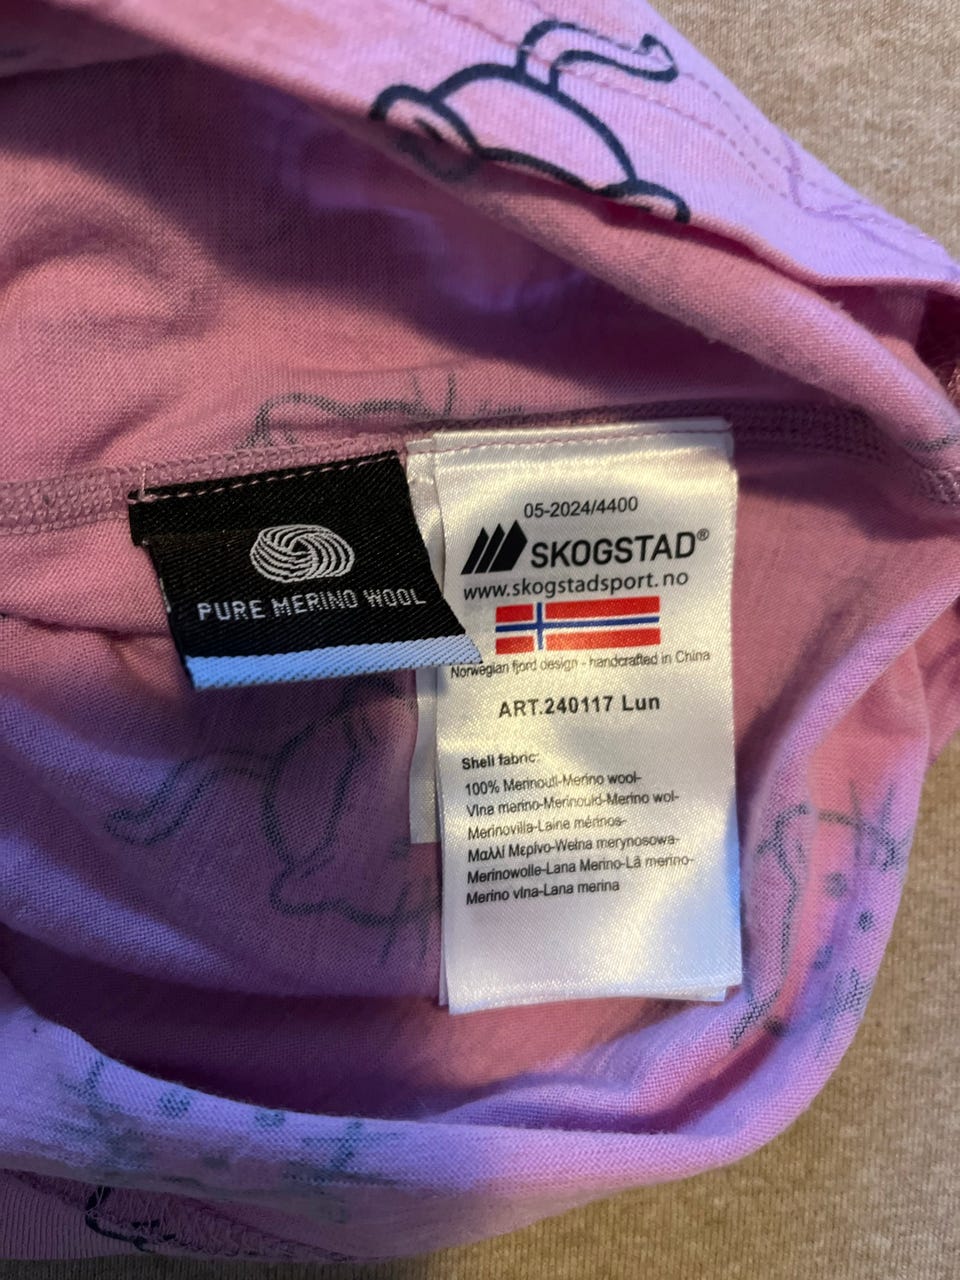 PURE MERINO WOOL
05-2024/4400
SKOGSTAD®
www.skogstadsport.no
Norwegian fjord design - handcrafted in China
ART.240117 Lun
Shell fabric:
100% Merinoull-Merino wool-
Vlna merino-Merinould-Merino wol-
Merinovilla-Laine mérinos-
Μαλλί Μερίνο-Wełna merynosowa-
Merinowolle-Lana Merino-Lã merino-
Merino vlna-Lana merina